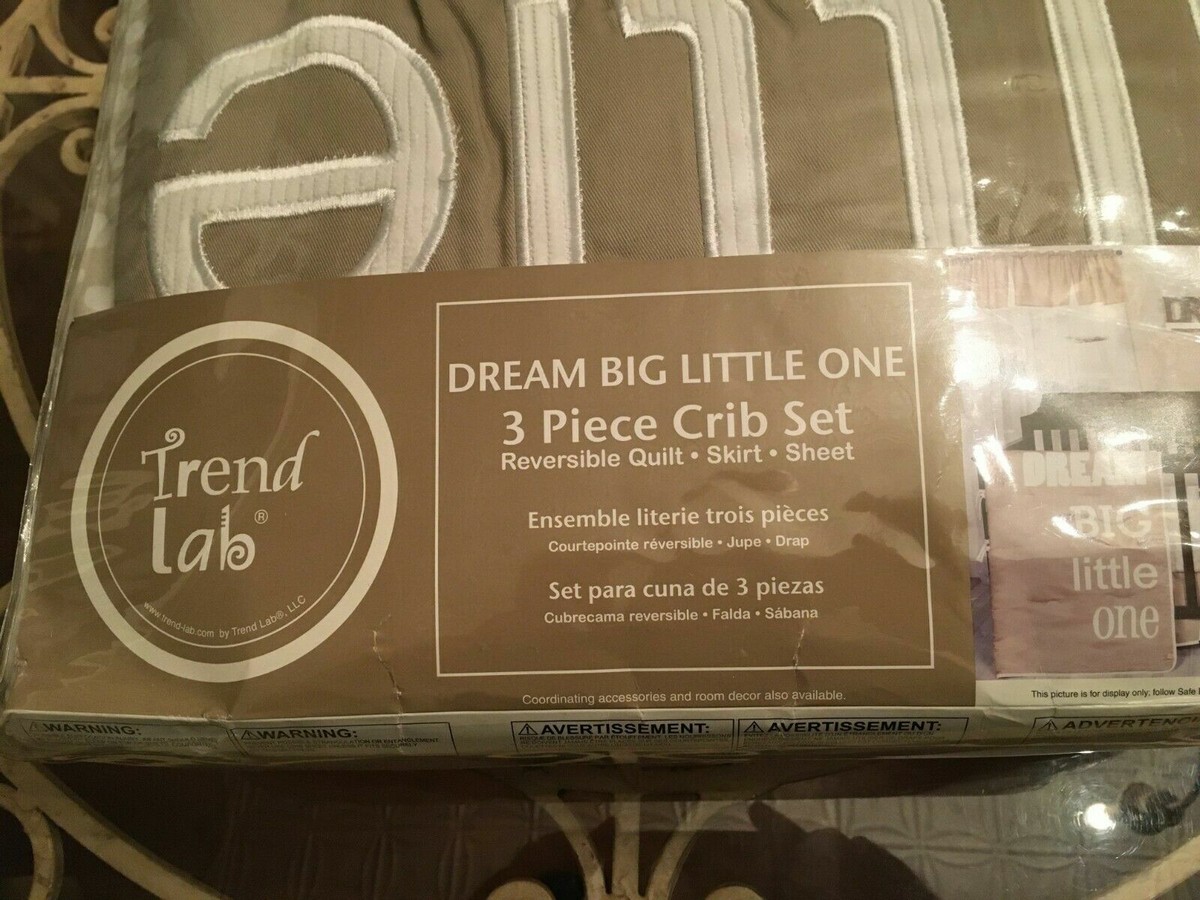 Trend
Lab®
www.trend-lab.com by Trend Lab®, LLC
DREAM BIG LITTLE ONE
3 Piece Crib Set
Reversible Quilt • Skirt • Sheet
Ensemble literie trois pièces
Courtepointe réversible • Jupe • Drap
Set para cuna de 3 piezas
Cubrecama reversible • Falda • Sábana
Coordinating accessories and room decor also available.
DREAM
BIG
little
one
This picture is for display only; follow Safe
WARNING:
WARNING:
AVERTISSEMENT:
AVERTISSEMENT:
ADVERTENC